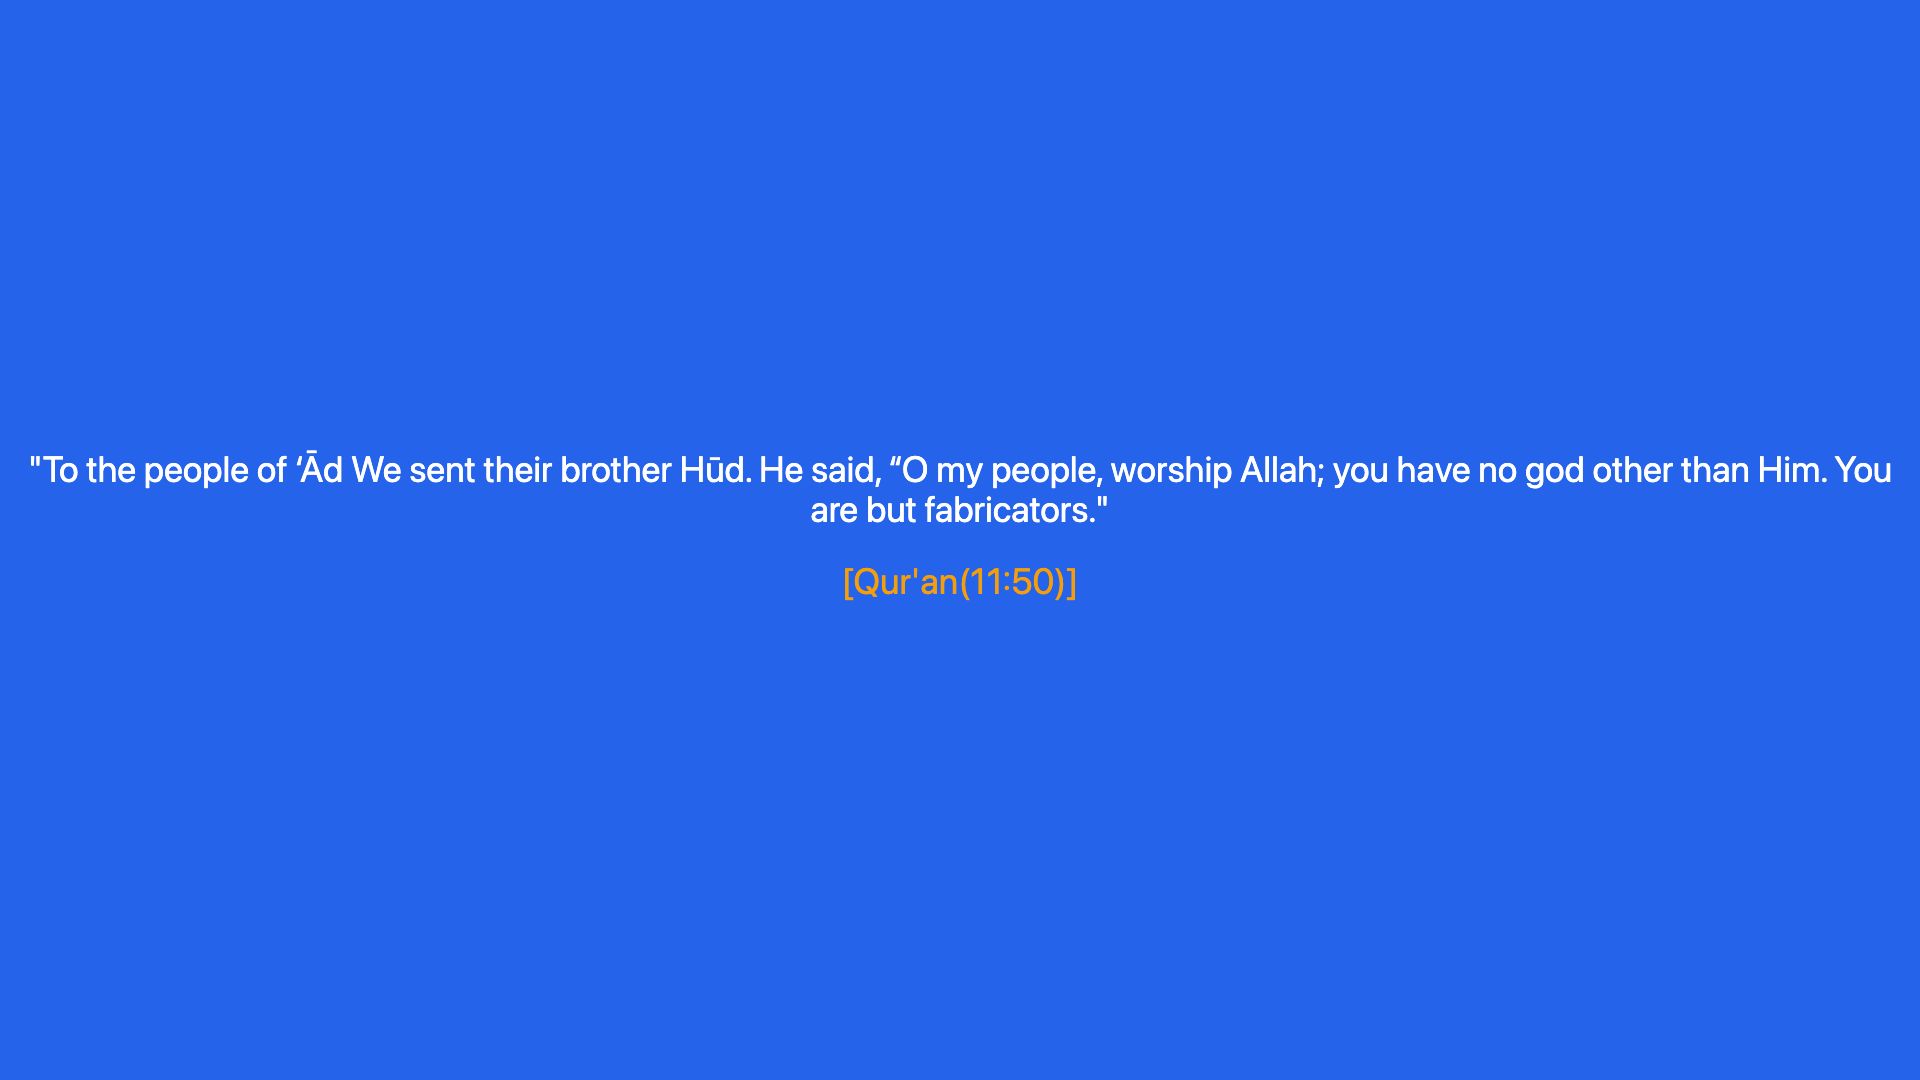 "To the people of ‘Ād We sent their brother Hūd. He said, “O my people, worship Allah; you have no god other than Him. You
are but fabricators."
[Qur'an(11:50)]